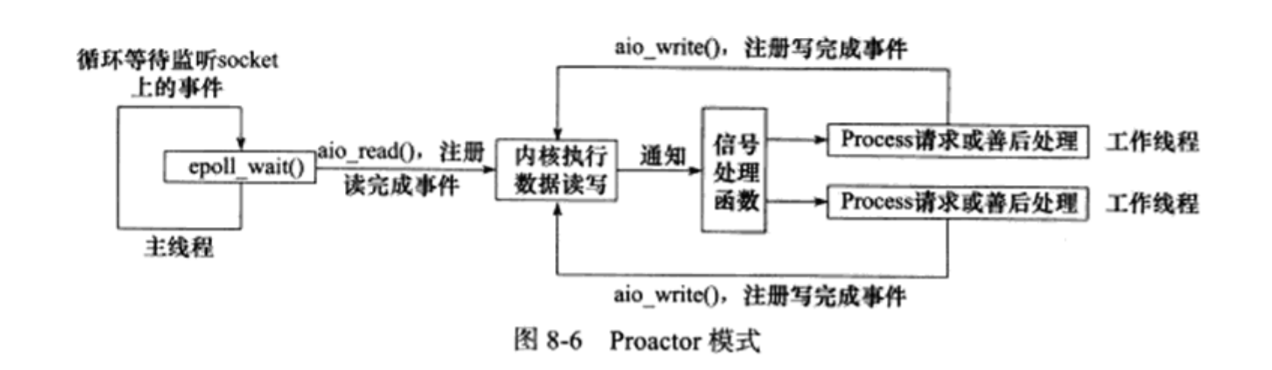 循环等待监听socket
上的事件
epoll_wait()
主线程
aio_read()，注册
读完成事件
内核执行
数据读写
通知
信号
处理
函数
aio_write()，注册写完成事件
Process请求或善后处理
工作线程
Process请求或善后处理
工作线程
aio_write()，注册写完成事件
图 8-6 Proactor 模式